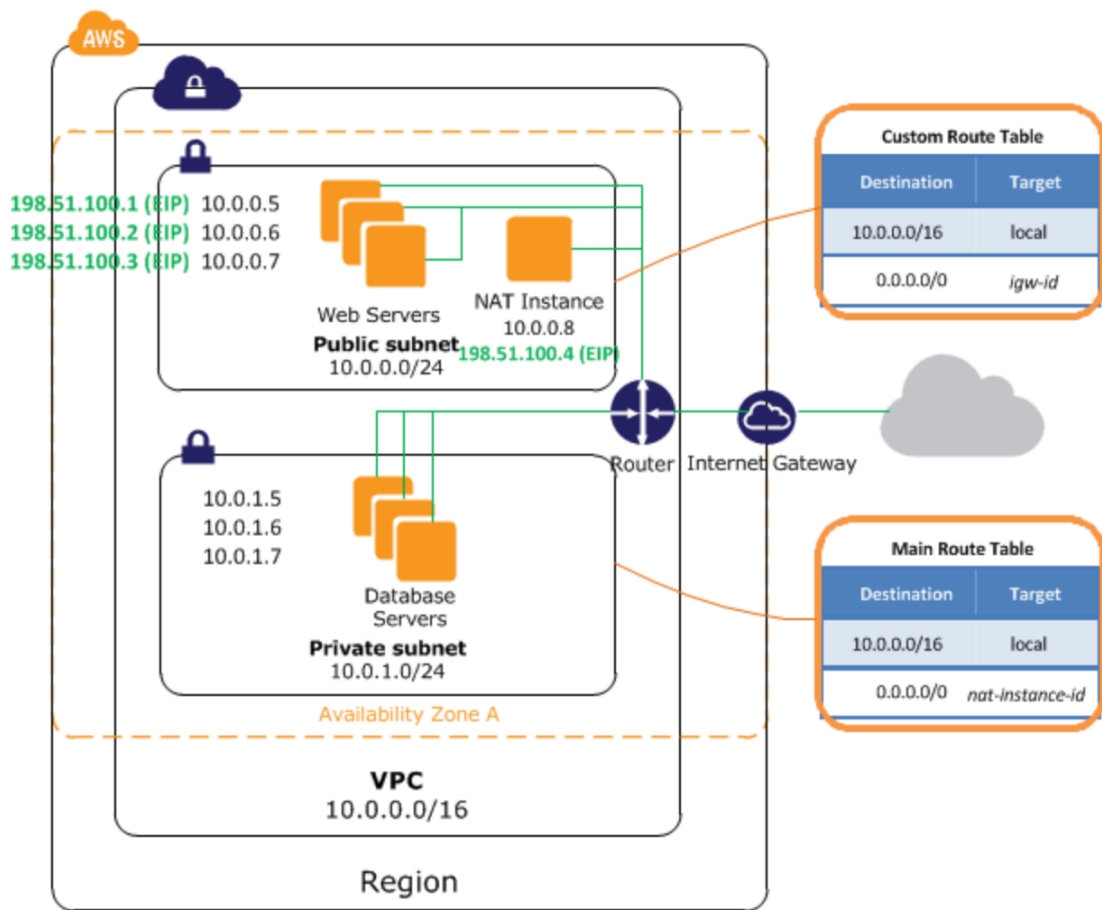 AWS
198.51.100.1 (EIP) 10.0.0.5
198.51.100.2 (EIP) 10.0.0.6
198.51.100.3 (EIP) 10.0.0.7
Web Servers
NAT Instance
10.0.0.8
198.51.100.4 (EIP)
Public subnet
10.0.0.0/24
Custom Route Table
Destination Target
10.0.0.0/16 local
0.0.0.0/0 igw-id
Router
Internet Gateway
10.0.1.5
10.0.1.6
10.0.1.7
Database
Servers
Private subnet
10.0.1.0/24
Main Route Table
Destination Target
10.0.0.0/16 local
0.0.0.0/0 nat-instance-id
Availability Zone A
VPC
10.0.0.0/16
Region